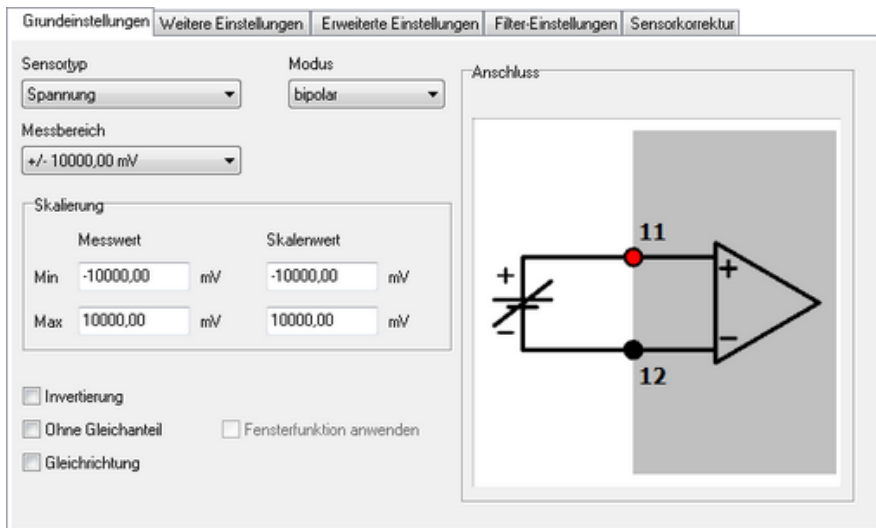 Grundeinstellungen Weitere Einstellungen Erweiterte Einstellungen Filter-Einstellungen Sensorkorrektur
Sensortyp Modus
Spannung bipolar
Messbereich
+/- 10000,00 mV
Skalierung
Messwert Skalenwert
Min -10000,00 mV -10000,00 mV
Max 10000,00 mV 10000,00 mV
Invertierung
Ohne Gleichanteil Fensterfunktion anwenden
Gleichrichtung
Anschluss
11
+ +
- -
12